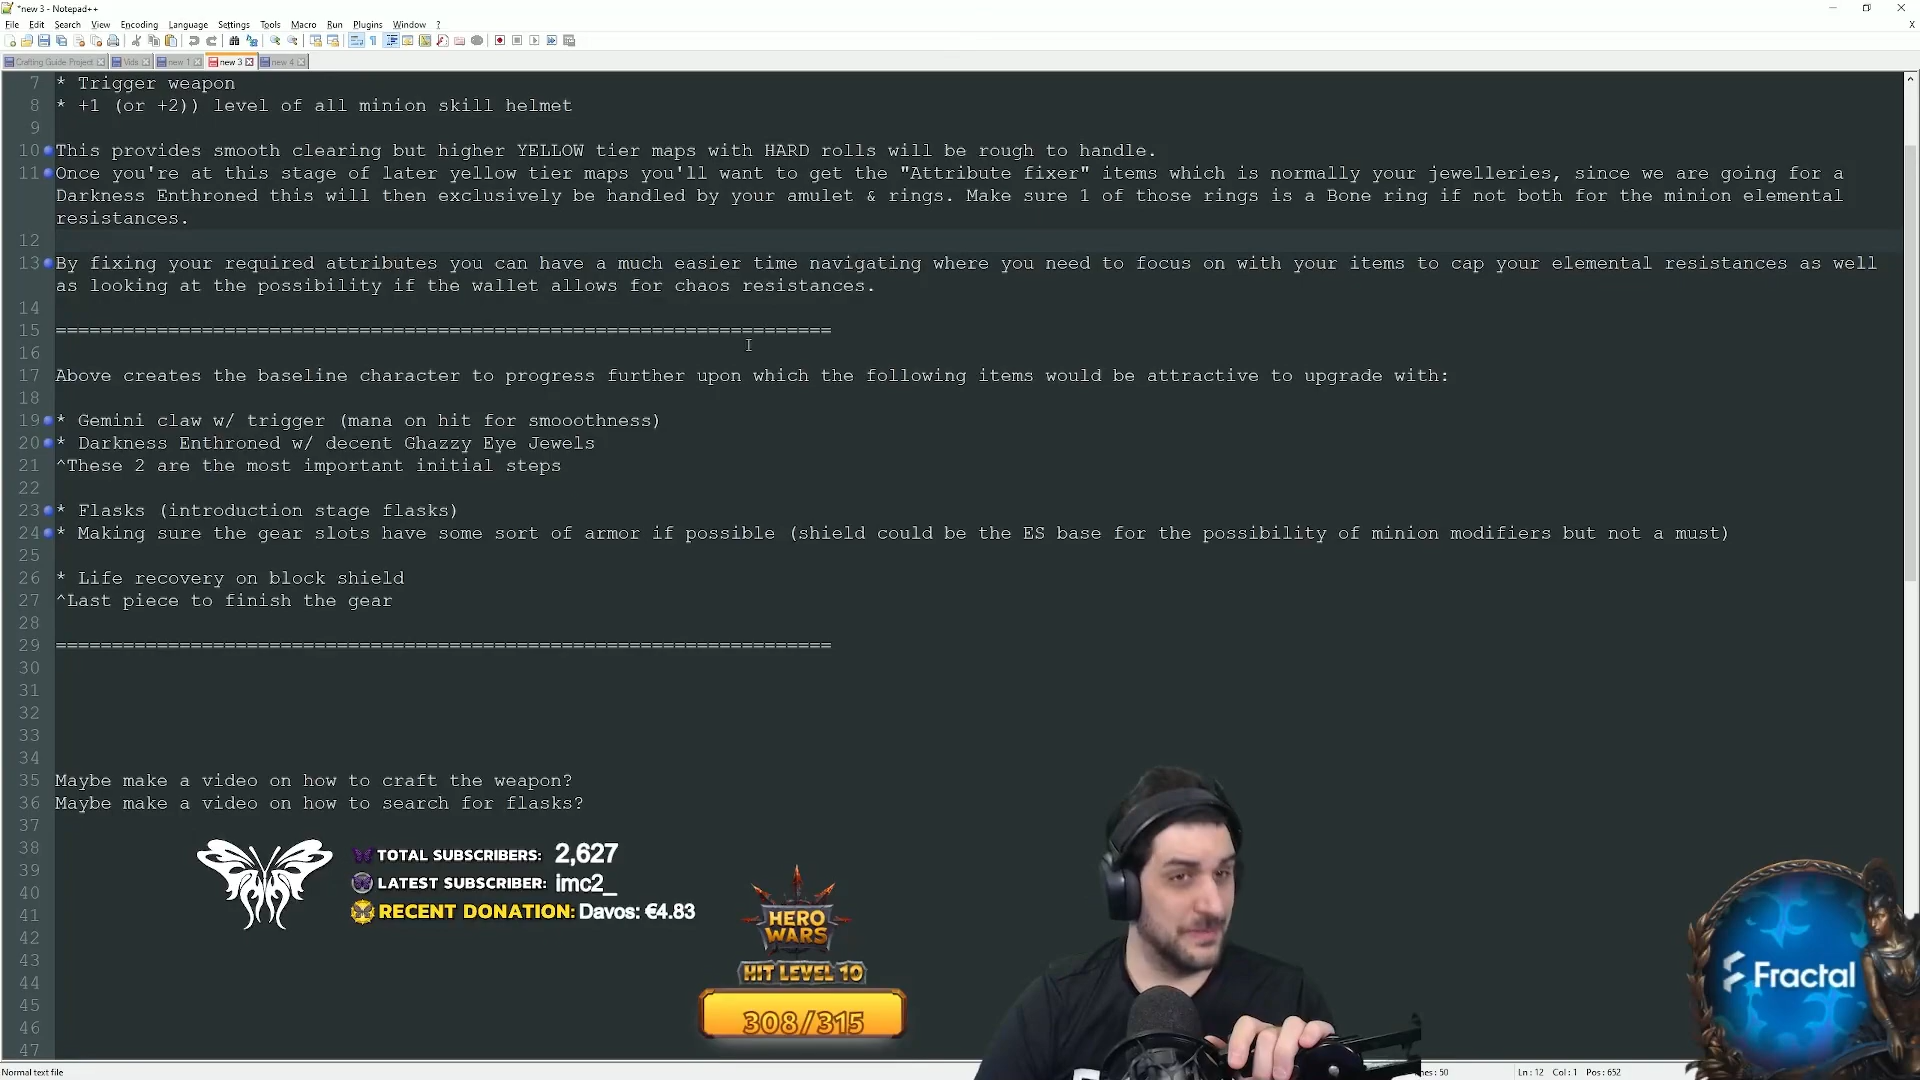 *new 3 - Notepad++
File Edit Search View Encoding Language Settings Tools Macro Run Plugins Window ?
Crafting Guide Project Vids new 1 new 3 new 4
7 * Trigger weapon
8 * +1 (or +2)) level of all minion skill helmet
9
10 This provides smooth clearing but higher YELLOW tier maps with HARD rolls will be rough to handle.
11 Once you're at this stage of later yellow tier maps you'll want to get the "Attribute fixer" items which is normally your jewelleries, since we are going for a
Darkness Enthroned this will then exclusively be handled by your amulet & rings. Make sure 1 of those rings is a Bone ring if not both for the minion elemental
resistances.
12
13 By fixing your required attributes you can have a much easier time navigating where you need to focus on with your items to cap your elemental resistances as well
as looking at the possibility if the wallet allows for chaos resistances.
14
15 =====================================================================
16
17 Above creates the baseline character to progress further upon which the following items would be attractive to upgrade with:
18
19 * Gemini claw w/ trigger (mana on hit for smooothness)
20 * Darkness Enthroned w/ decent Ghazzy Eye Jewels
21 ^These 2 are the most important initial steps
22
23 * Flasks (introduction stage flasks)
24 * Making sure the gear slots have some sort of armor if possible (shield could be the ES base for the possibility of minion modifiers but not a must)
25
26 * Life recovery on block shield
27 ^Last piece to finish the gear
28
29 =====================================================================
30
31
32
33
34
35 Maybe make a video on how to craft the weapon?
36 Maybe make a video on how to search for flasks?
37
38
39
40
41
42
43
44
45
46
47
TOTAL SUBSCRIBERS: 2,627
LATEST SUBSCRIBER: imc2_
RECENT DONATION: Davos: €4.83
HERO
WARS
HIT LEVEL 10
308/315
Fractal
Normal text file
Ln: 12 Col: 1 Pos: 652